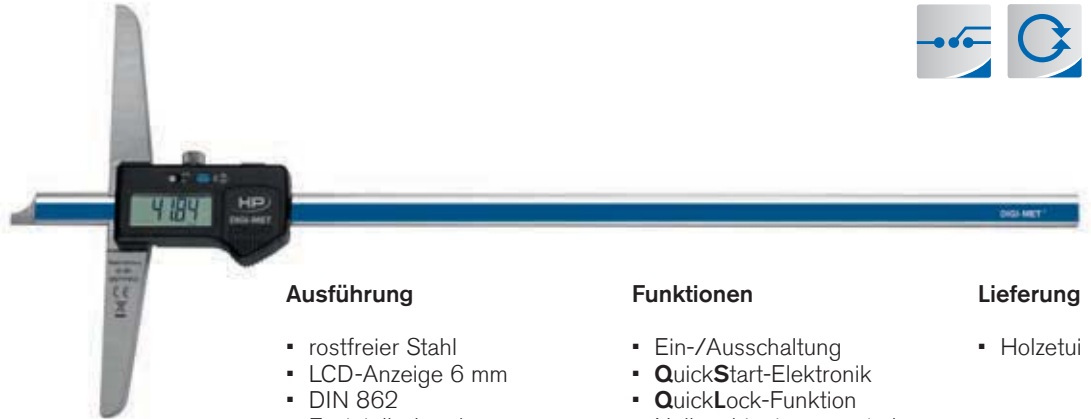 41.84
HP
DIGI-MET
DIGI-MET
Ausführung
▪ rostfreier Stahl
▪ LCD-Anzeige 6 mm
▪ DIN 862
Funktionen
▪ Ein-/Ausschaltung
▪ QuickStart-Elektronik
▪ QuickLock-Funktion
Lieferung
▪ Holzetui